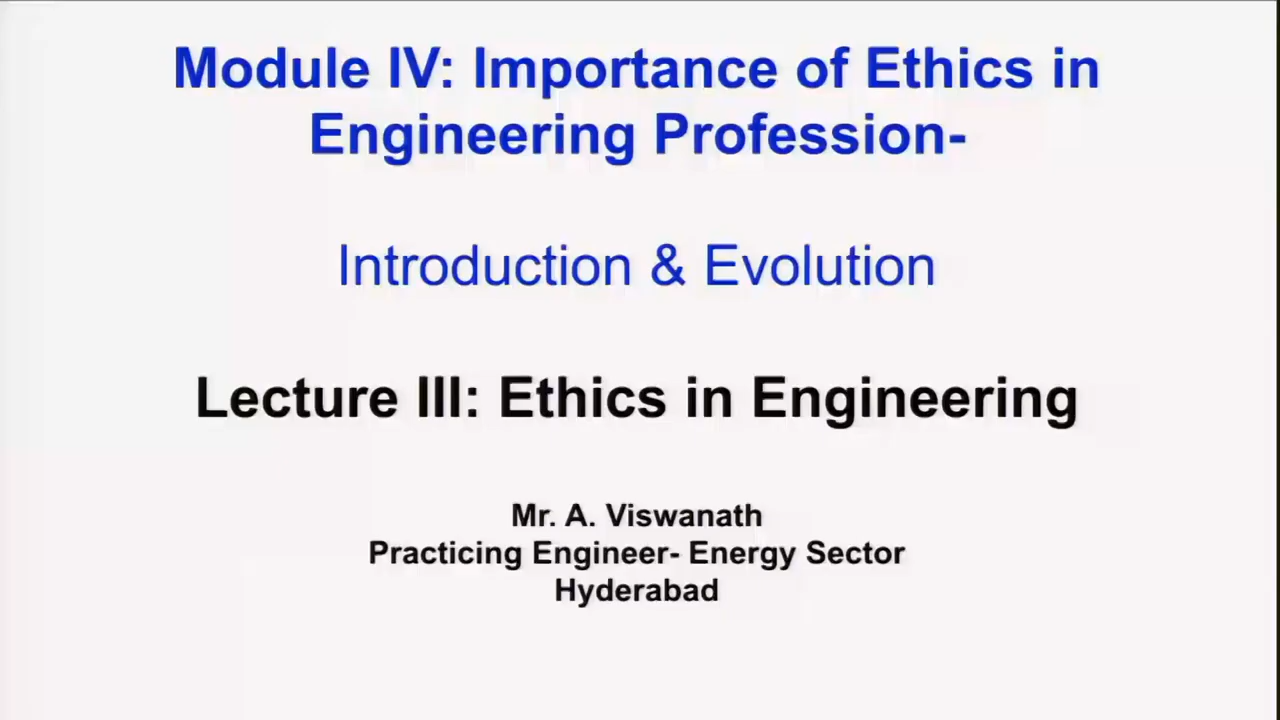 Module IV: Importance of Ethics in
Engineering Profession-
Introduction & Evolution
Lecture III: Ethics in Engineering
Mr. A. Viswanath
Practicing Engineer- Energy Sector
Hyderabad